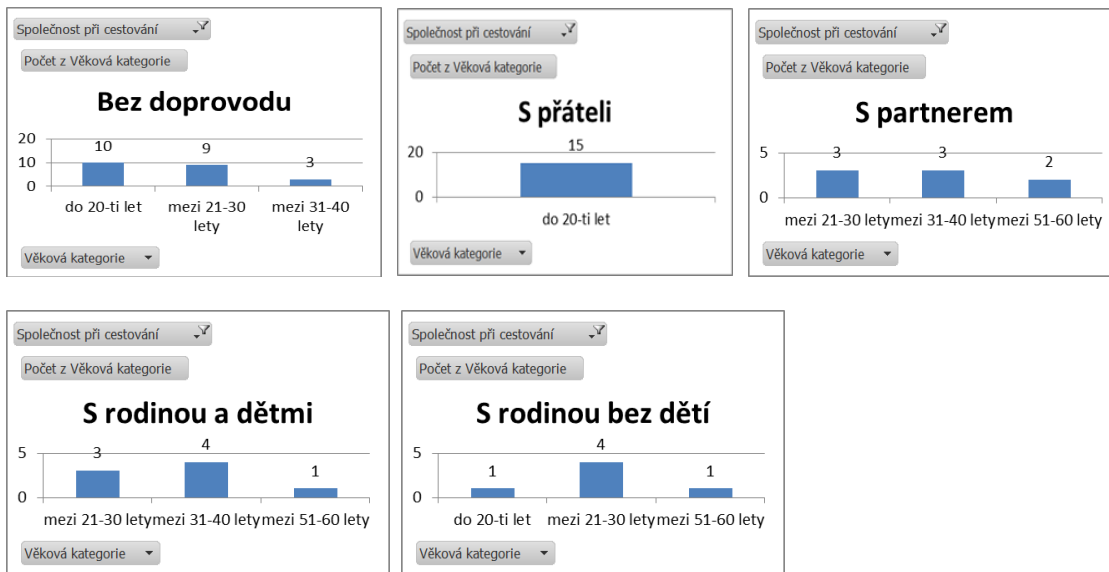 Společnost při cestování
Počet z Věková kategorie
Bez doprovodu
20
10
0
10
9
3
do 20-ti let
mezi 21-30
lety
mezi 31-40
lety
Věková kategorie
Společnost při cestování
Počet z Věková kategorie
S přáteli
20
0
15
do 20-ti let
Věková kategorie
Společnost při cestování
Počet z Věková kategorie
S partnerem
5
0
3
3
2
mezi 21-30 lety
mezi 31-40 lety
mezi 51-60 lety
Věková kategorie
Společnost při cestování
Počet z Věková kategorie
S rodinou a dětmi
5
0
3
4
1
mezi 21-30 lety
mezi 31-40 lety
mezi 51-60 lety
Věková kategorie
Společnost při cestování
Počet z Věková kategorie
S rodinou bez dětí
5
0
1
4
1
do 20-ti let
mezi 21-30 lety
mezi 51-60 lety
Věková kategorie